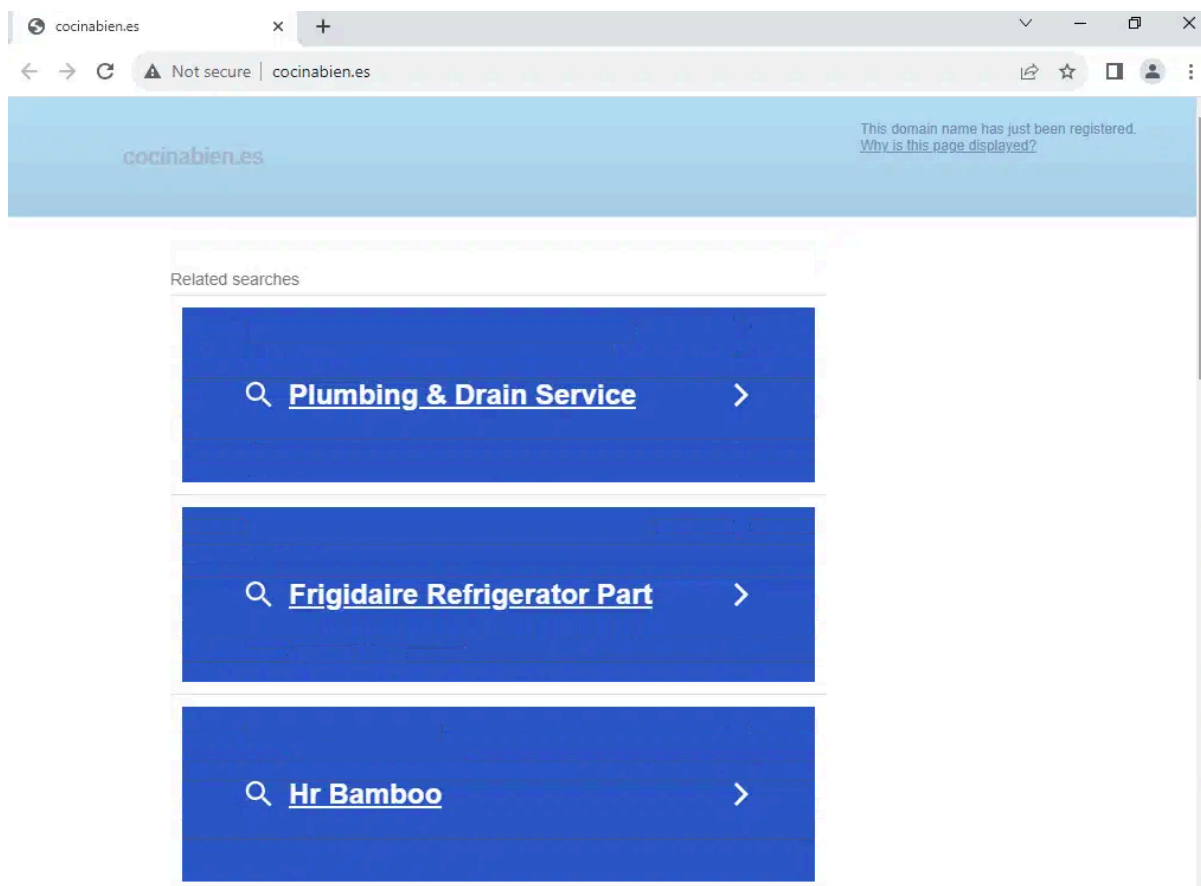 cocinabien.es
Not secure
cocinabien.es
cocinabien.es
This domain name has just been registered.
Why is this page displayed?
Related searches
Plumbing & Drain Service
Frigidaire Refrigerator Part
Hr Bamboo